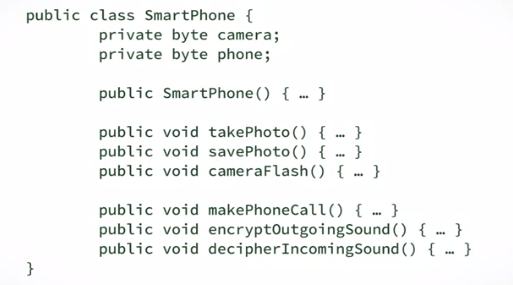 public class SmartPhone {
private byte camera;
private byte phone;
public SmartPhone() { … }
public void takePhoto() { … }
public void savePhoto() { … }
public void cameraFlash() { … }
public void makePhoneCall() { … }
public void encryptOutgoingSound() { … }
public void decipherIncomingSound() { … }
}